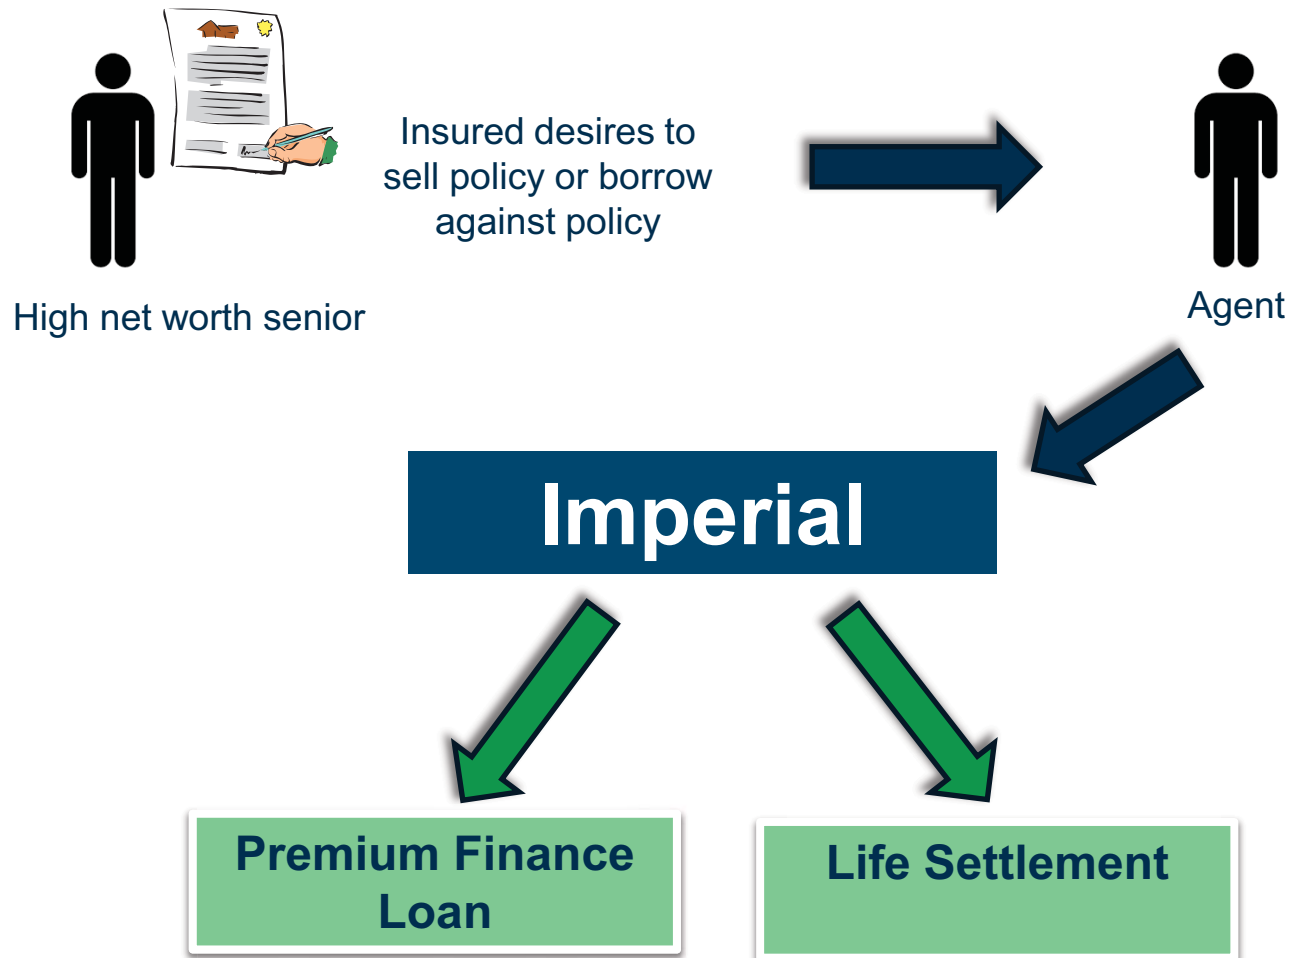 Insured desires to
sell policy or borrow
against policy
High net worth senior
Agent
Imperial
Premium Finance
Loan
Life Settlement